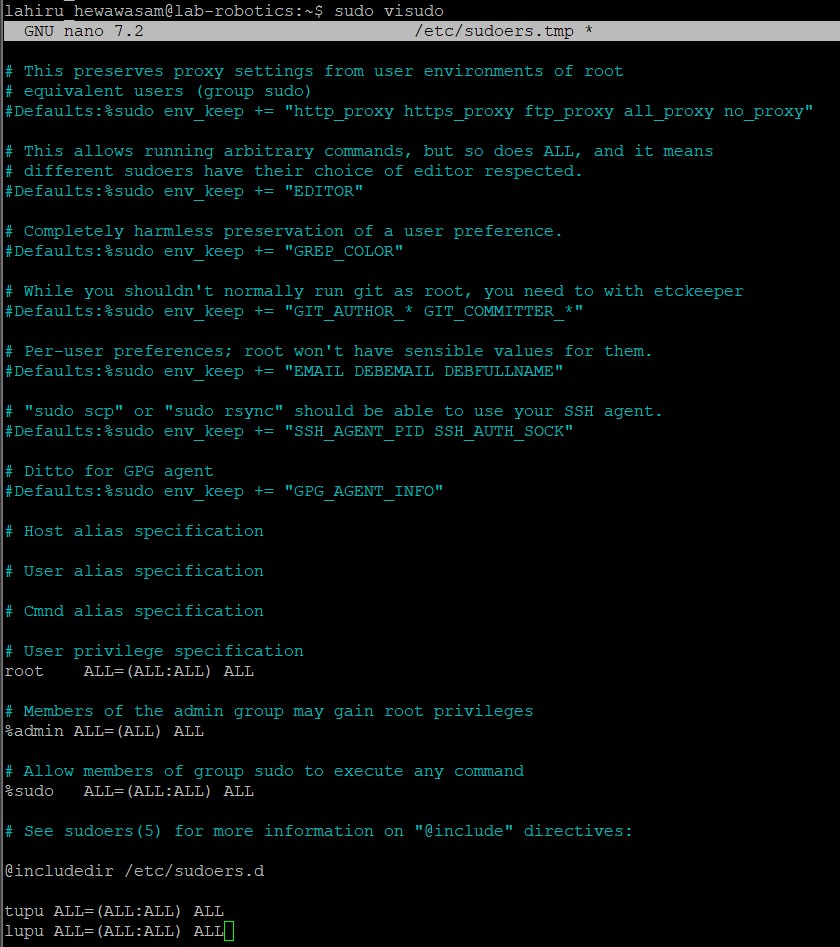 lahiru_hewawasam@lab-robotics:~$ sudo visudo
GNU nano 7.2 /etc/sudoers.tmp *
# This preserves proxy settings from user environments of root
# equivalent users (group sudo)
#Defaults:%sudo env_keep += "http_proxy https_proxy ftp_proxy all_proxy no_proxy"
# This allows running arbitrary commands, but so does ALL, and it means
# different sudoers have their choice of editor respected.
#Defaults:%sudo env_keep += "EDITOR"
# Completely harmless preservation of a user preference.
#Defaults:%sudo env_keep += "GREP_COLOR"
# While you shouldn't normally run git as root, you need to with etckeeper
#Defaults:%sudo env_keep += "GIT_AUTHOR_* GIT_COMMITTER_*"
# Per-user preferences; root won't have sensible values for them.
#Defaults:%sudo env_keep += "EMAIL DEBEMAIL DEBFULLNAME"
# "sudo scp" or "sudo rsync" should be able to use your SSH agent.
#Defaults:%sudo env_keep += "SSH_AGENT_PID SSH_AUTH_SOCK"
# Ditto for GPG agent
#Defaults:%sudo env_keep += "GPG_AGENT_INFO"
# Host alias specification
# User alias specification
# Cmnd alias specification
# User privilege specification
root    ALL=(ALL:ALL) ALL
# Members of the admin group may gain root privileges
%admin ALL=(ALL) ALL
# Allow members of group sudo to execute any command
%sudo   ALL=(ALL:ALL) ALL
# See sudoers(5) for more information on "@include" directives:
@includedir /etc/sudoers.d
tupu ALL=(ALL:ALL) ALL
lupu ALL=(ALL:ALL) ALL